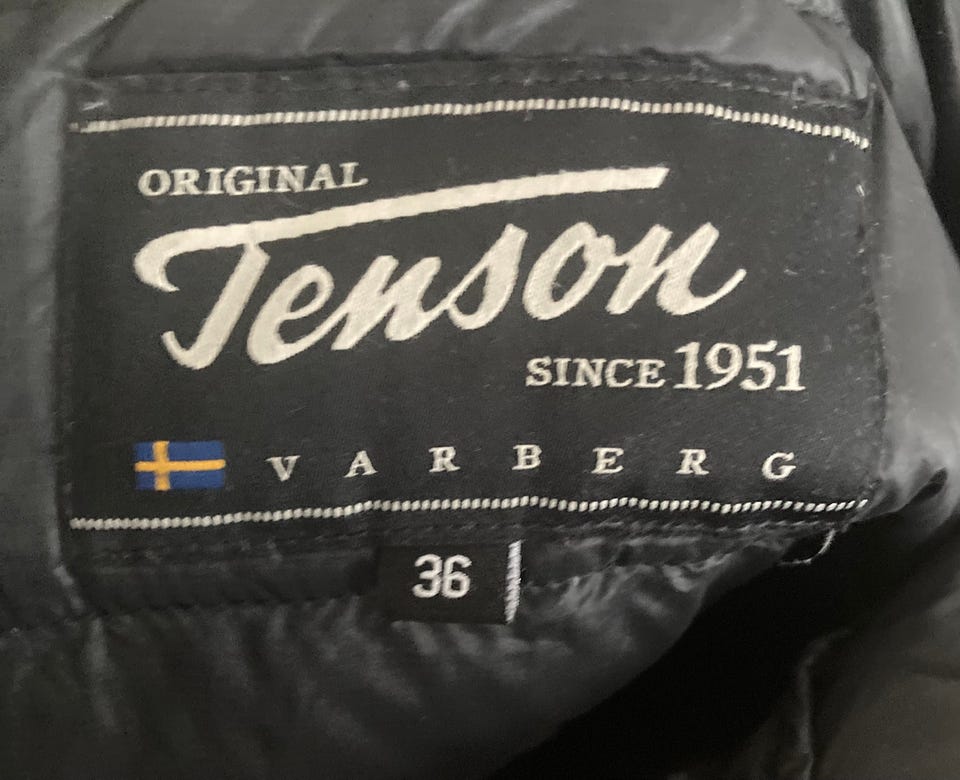 ORIGINAL
Tenson
SINCE 1951
VARBERG
36